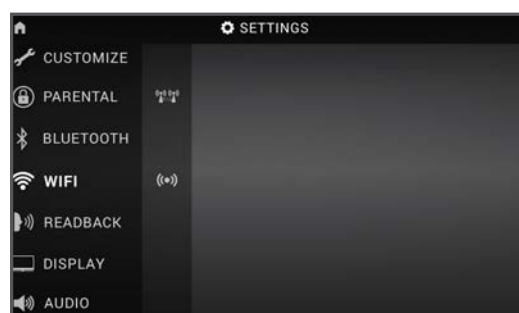 SETTINGS
CUSTOMIZE
PARENTAL
BLUETOOTH
WIFI
READBACK
DISPLAY
AUDIO